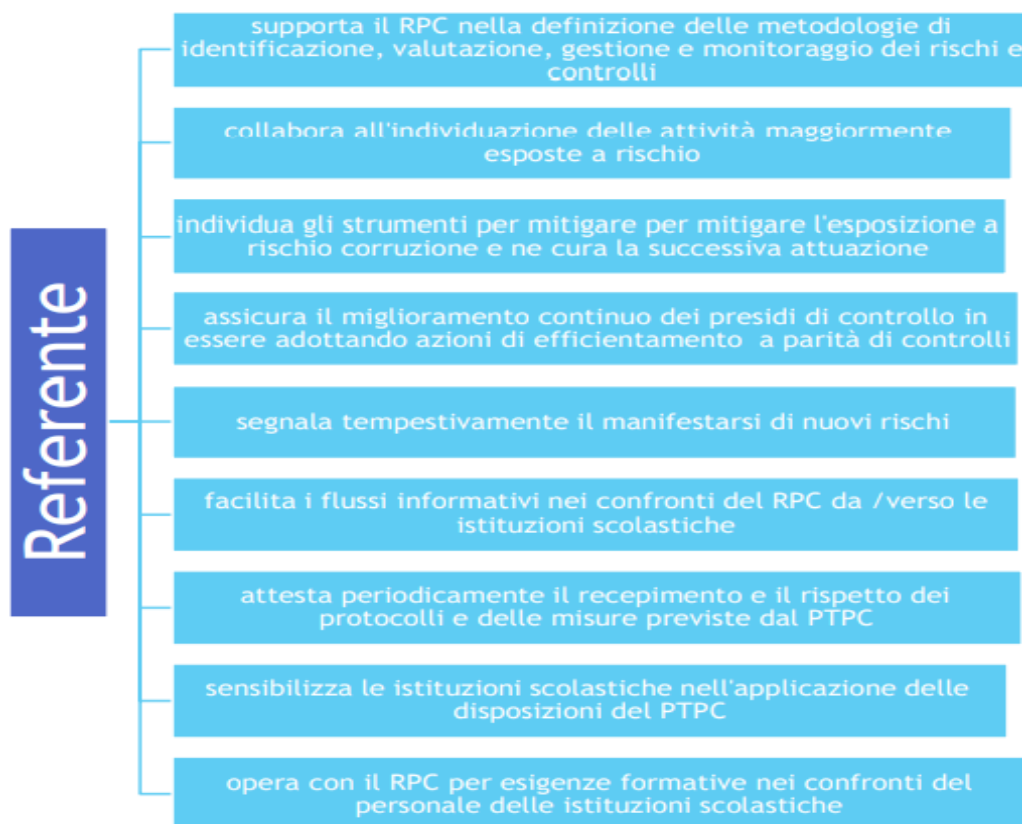 Referente
supporta il RPC nella definizione delle metodologie di
identificazione, valutazione, gestione e monitoraggio dei rischi e
controlli
collabora all'individuazione delle attività maggiormente
esposte a rischio
individua gli strumenti per mitigare per mitigare l'esposizione a
rischio corruzione e ne cura la successiva attuazione
assicura il miglioramento continuo dei presidi di controllo in
essere adottando azioni di efficientamento a parità di controlli
segnala tempestivamente il manifestarsi di nuovi rischi
facilita i flussi informativi nei confronti del RPC da /verso le
istituzioni scolastiche
attesta periodicamente il recepimento e il rispetto dei
protocolli e delle misure previste dal PTPC
sensibilizza le istituzioni scolastiche nell'applicazione delle
disposizioni del PTPC
opera con il RPC per esigenze formative nei confronti del
personale delle istituzioni scolastiche